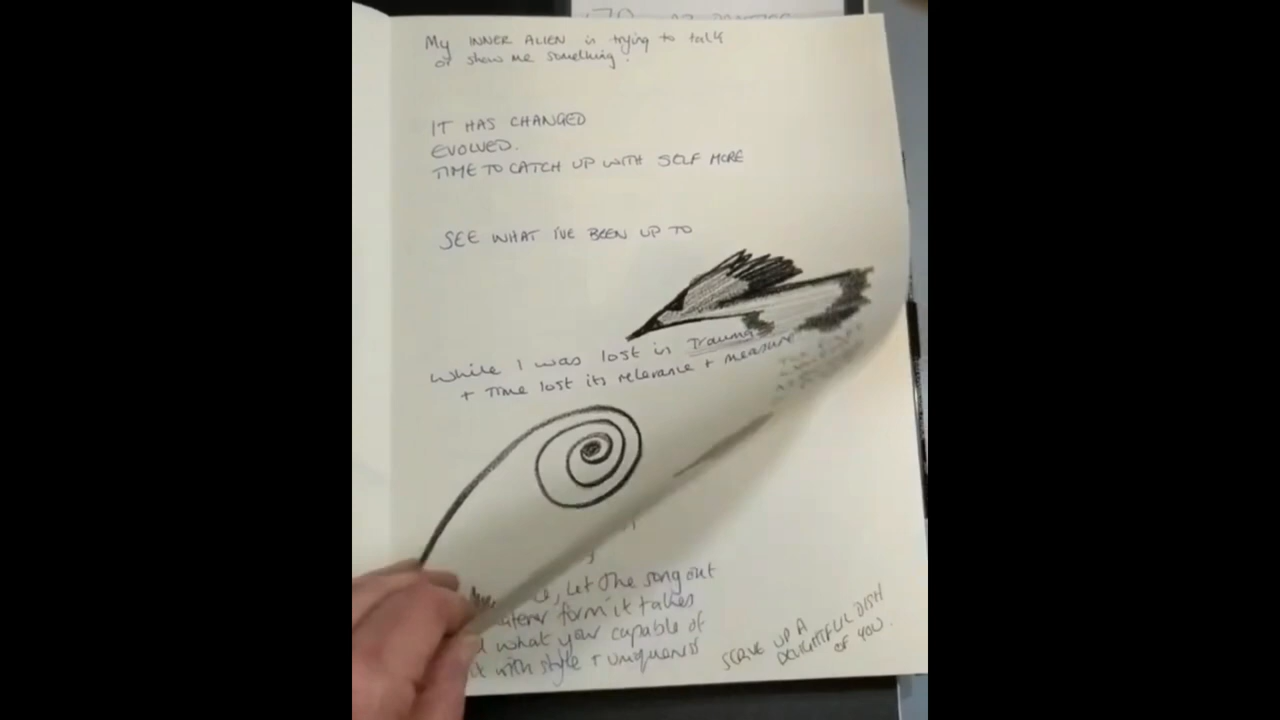 My INNER ALIEN is trying to talk
or show me something!
IT HAS CHANGED
EVOLVED.
TIME TO CATCH UP WITH SELF MORE
SEE WHAT I'VE BEEN UP TO
while I was lost in Trauma
+ Time lost its relevance + measure
, Let the song out
form it takes
what your capable of
with style + uniqueness
SERVE UP A
DELIGHTFUL DISH
OF YOU.